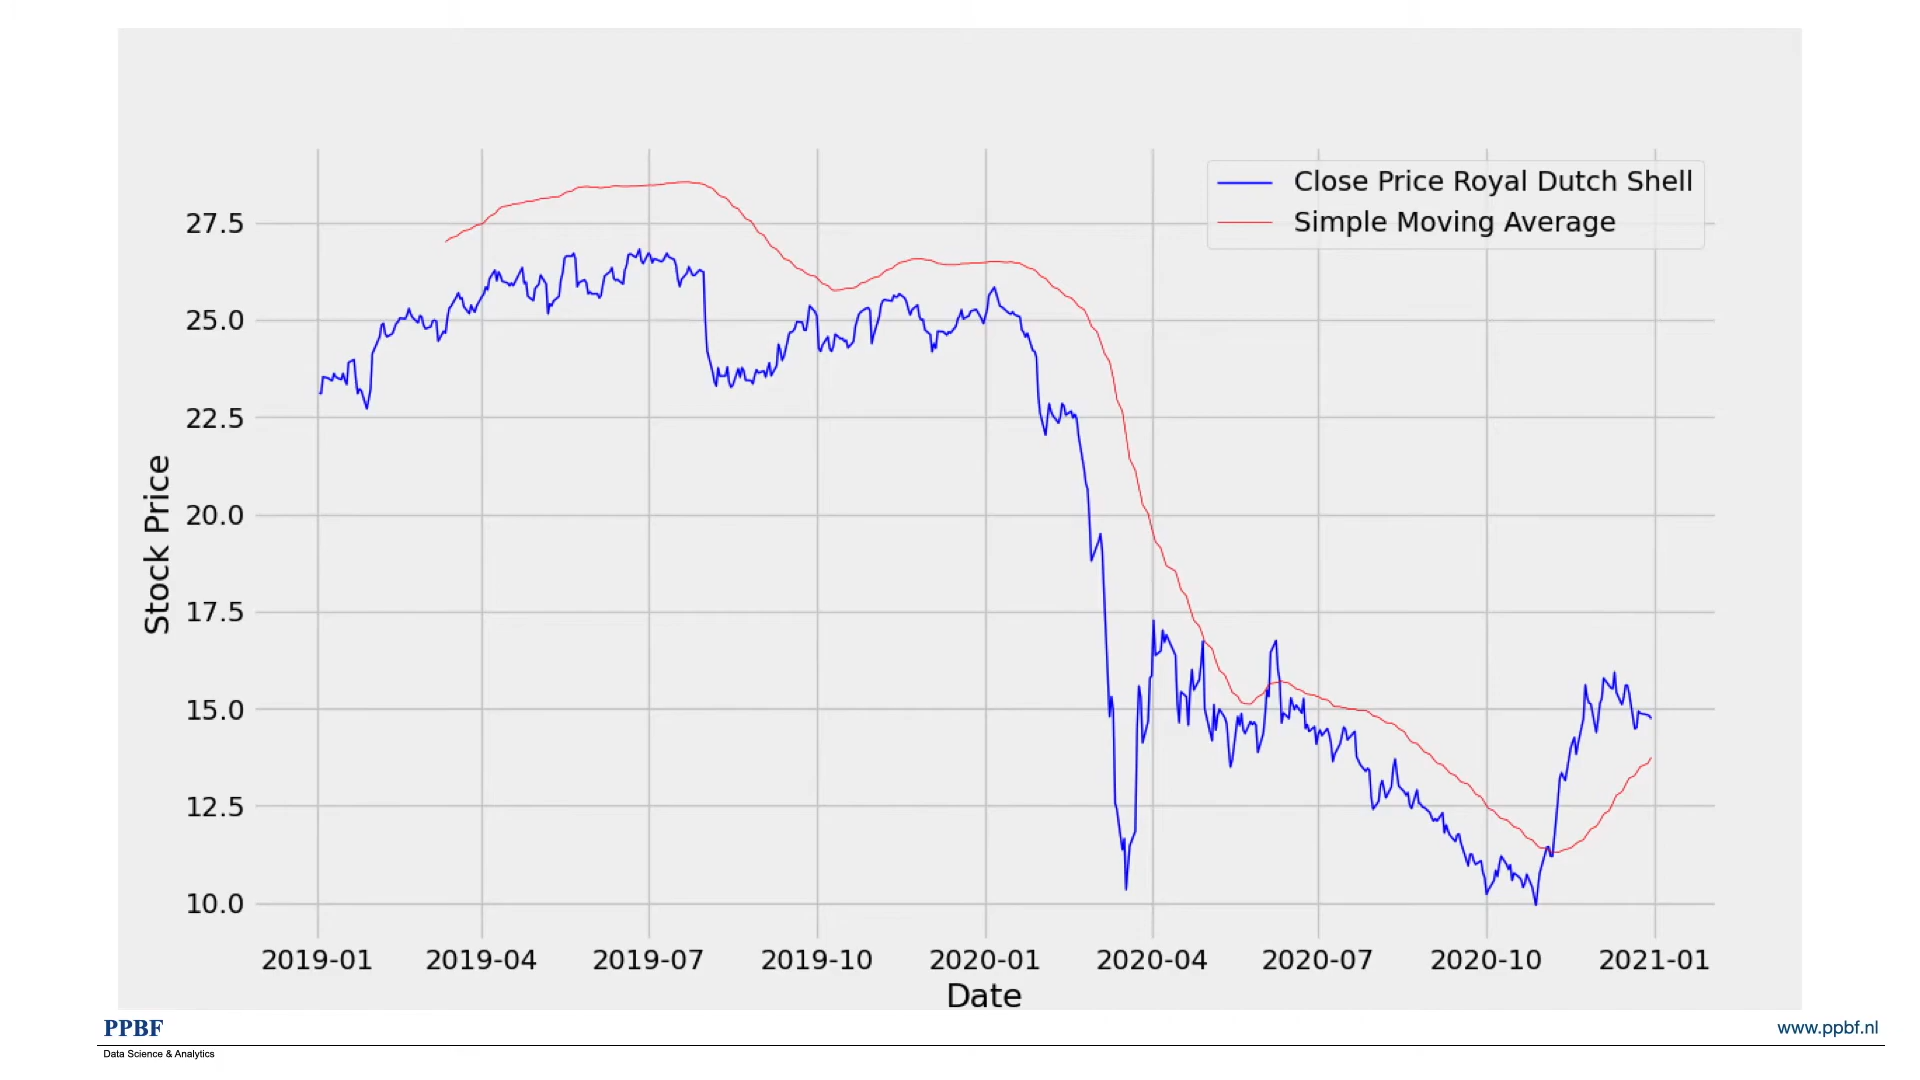 Close Price Royal Dutch Shell
Simple Moving Average
27.5
25.0
22.5
20.0
17.5
15.0
12.5
10.0
Stock Price
2019-01 2019-04 2019-07 2019-10 2020-01 2020-04 2020-07 2020-10 2021-01
Date
PPBF
www.ppbf.nl
Data Science & Analytics